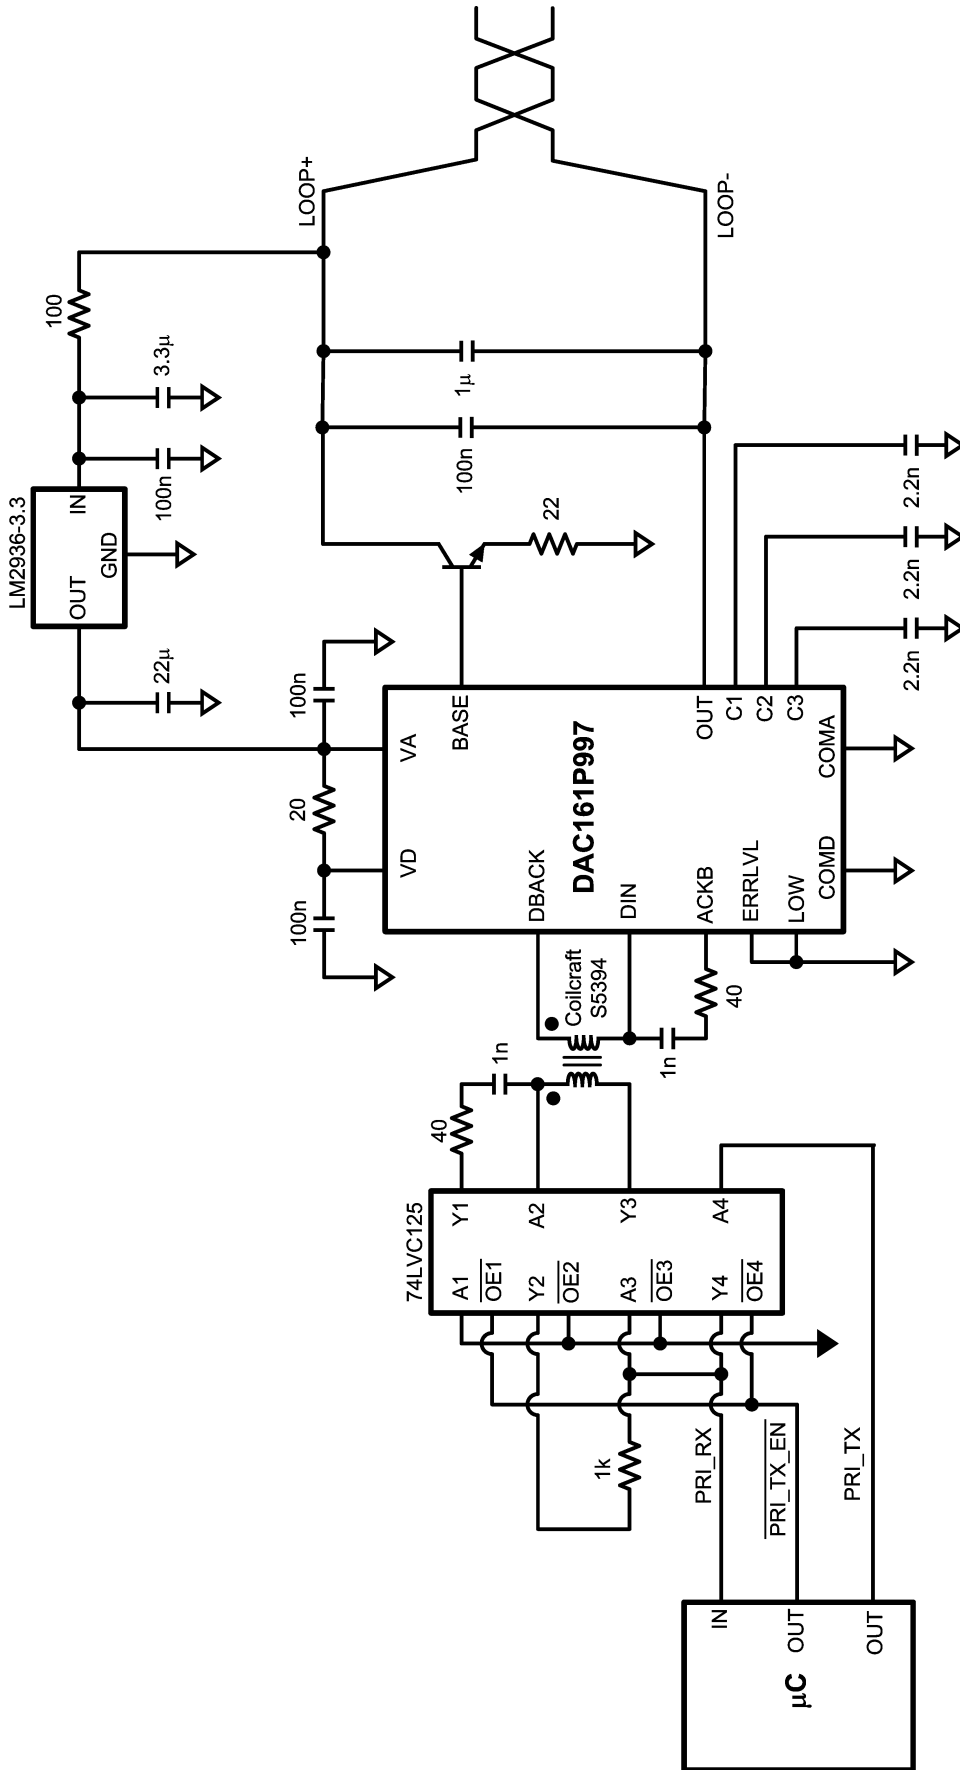 LOOP+
LOOP-
100
3.3µ
100n
1µ
100n
LM2936-3.3
IN
OUT
GND
22µ
22
100n
20
100n
VA
VD
BASE
DAC161P997
OUT
C1
C2
C3
COMA
COMD
DBACK
DIN
ACKB
ERRLVL
LOW
2.2n
2.2n
2.2n
Coilcraft
S5394
1n
40
1n
40
74LVC125
Y1
A2
Y3
A4
A1
OE1
Y2
OE2
A3
OE3
Y4
OE4
1k
PRI_RX
PRI_TX_EN
PRI_TX
IN
OUT
OUT
µC